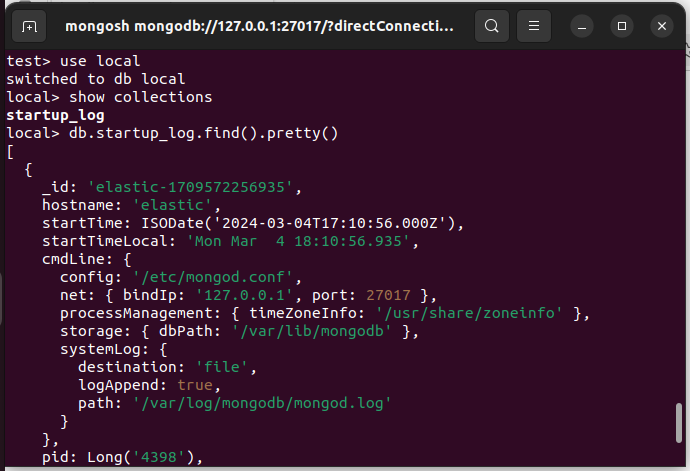 mongosh mongodb://127.0.0.1:27017/?directConnecti...
test> use local
switched to db local
local> show collections
startup_log
local> db.startup_log.find().pretty()
[
  {
    _id: 'elastic-1709572256935',
    hostname: 'elastic',
    startTime: ISODate('2024-03-04T17:10:56.000Z'),
    startTimeLocal: 'Mon Mar  4 18:10:56.935',
    cmdLine: {
      config: '/etc/mongod.conf',
      net: { bindIp: '127.0.0.1', port: 27017 },
      processManagement: { timeZoneInfo: '/usr/share/zoneinfo' },
      storage: { dbPath: '/var/lib/mongodb' },
      systemLog: {
        destination: 'file',
        logAppend: true,
        path: '/var/log/mongodb/mongod.log'
      }
    },
    pid: Long('4398'),